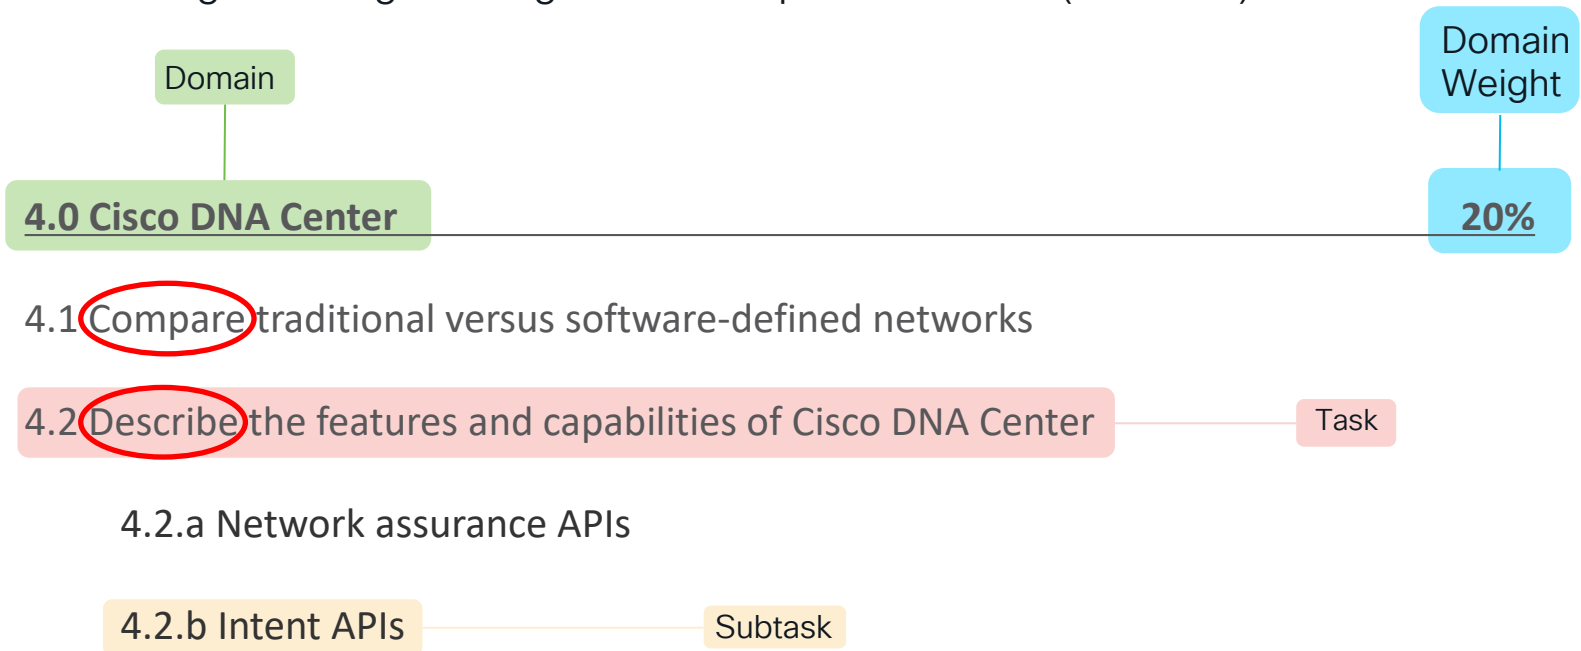 Domain
Domain
Weight
4.0 Cisco DNA Center 20%
4.1 Compare traditional versus software-defined networks
4.2 Describe the features and capabilities of Cisco DNA Center
Task
4.2.a Network assurance APIs
4.2.b Intent APIs
Subtask